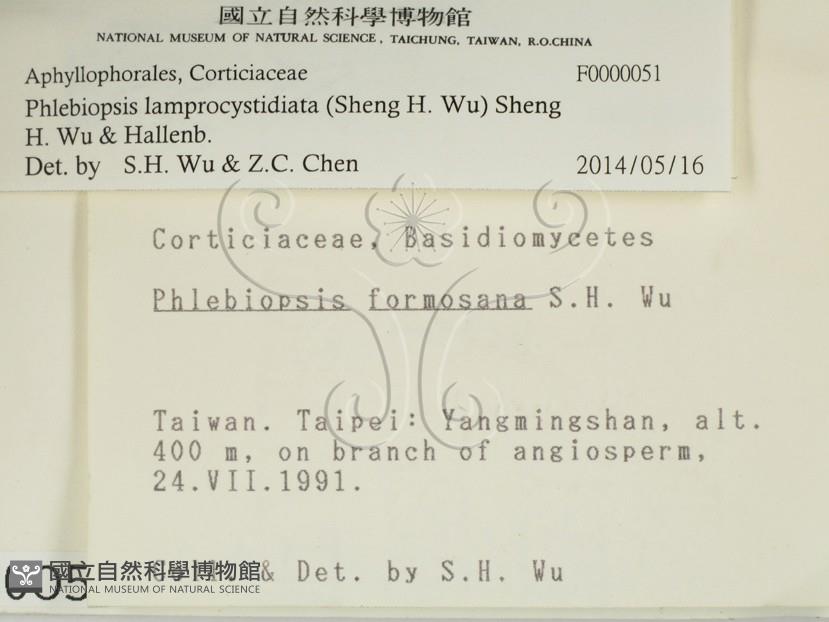 國立自然科學博物館
NATIONAL MUSEUM OF NATURAL SCIENCE, TAICHUNG, TAIWAN, R.O.CHINA
Aphyllophorales, Corticiaceae F0000051
Phlebiopsis lamprocystidiata (Sheng H. Wu) Sheng
H. Wu & Hallenb.
Det. by S.H. Wu & Z.C. Chen 2014/05/16
Corticiaceae, Basidiomycetes
Phlebiopsis formosana S.H. Wu
Taiwan. Taipei: Yangmingshan, alt.
400 m, on branch of angiosperm,
24.VII.1991.
& Det. by S.H. Wu
國立自然科學博物館
NATIONAL MUSEUM OF NATURAL SCIENCE